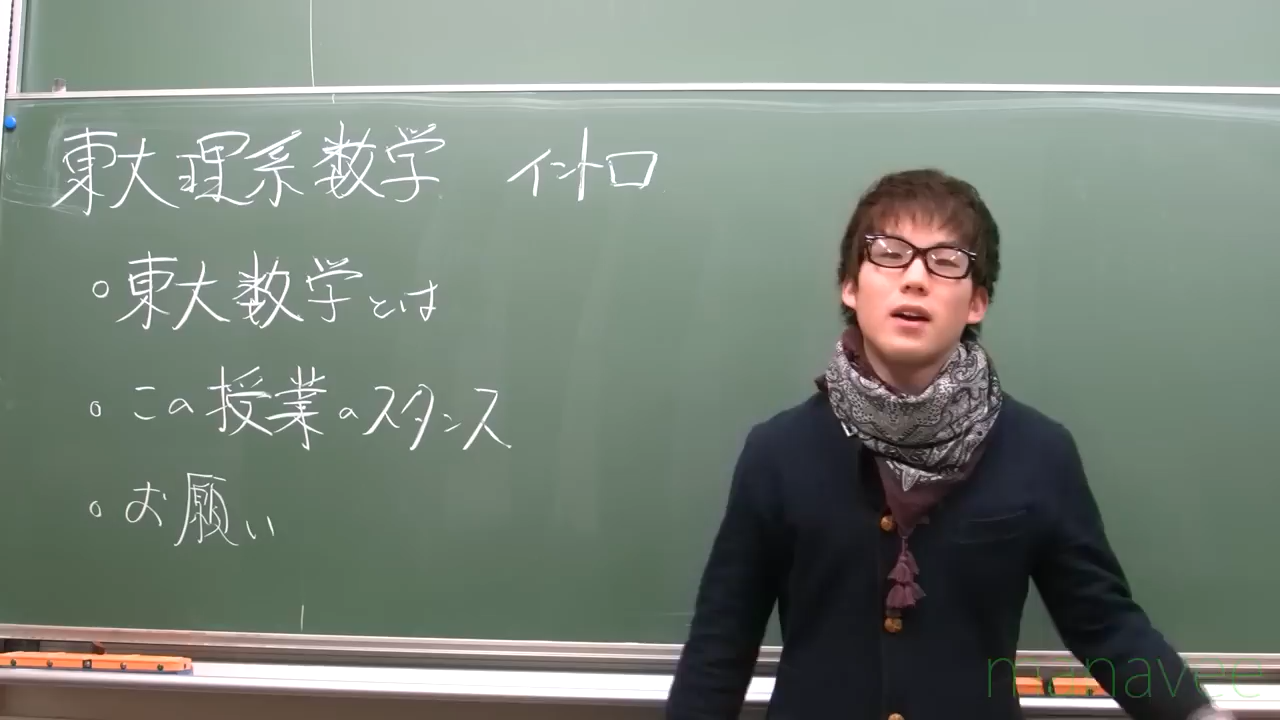 東大理系数学 イントロ
○東大数学とは
○この授業のスタンス
○お願い
manavee